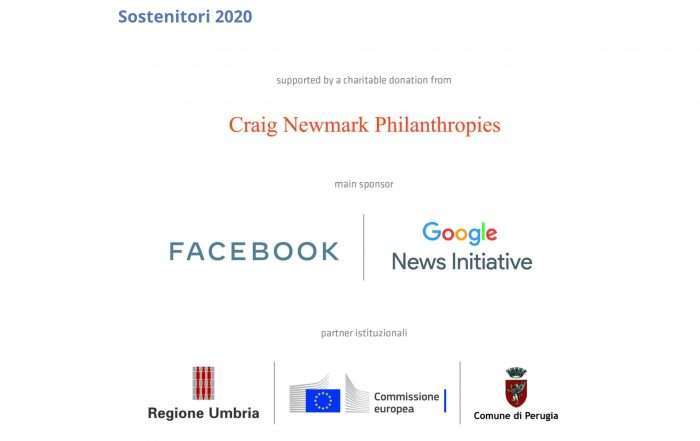 Sostenitori 2020
supported by a charitable donation from
Craig Newmark Philanthropies
main sponsor
FACEBOOK
Google
News Initiative
partner istituzionali
Regione Umbria
Commissione
europea
Comune di Perugia